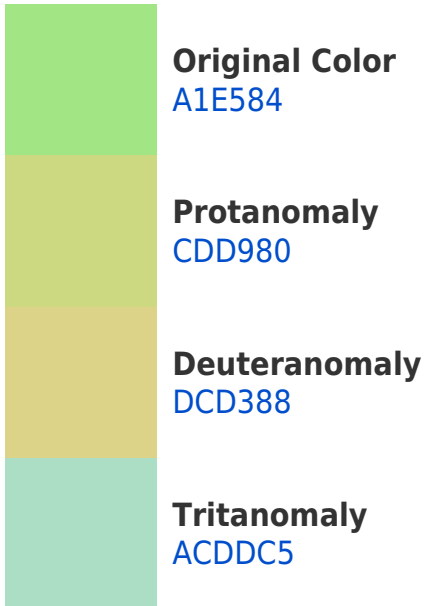 Original Color
A1E584
Protanomaly
CDD980
Deuteranomaly
DCD388
Tritanomaly
ACDDC5